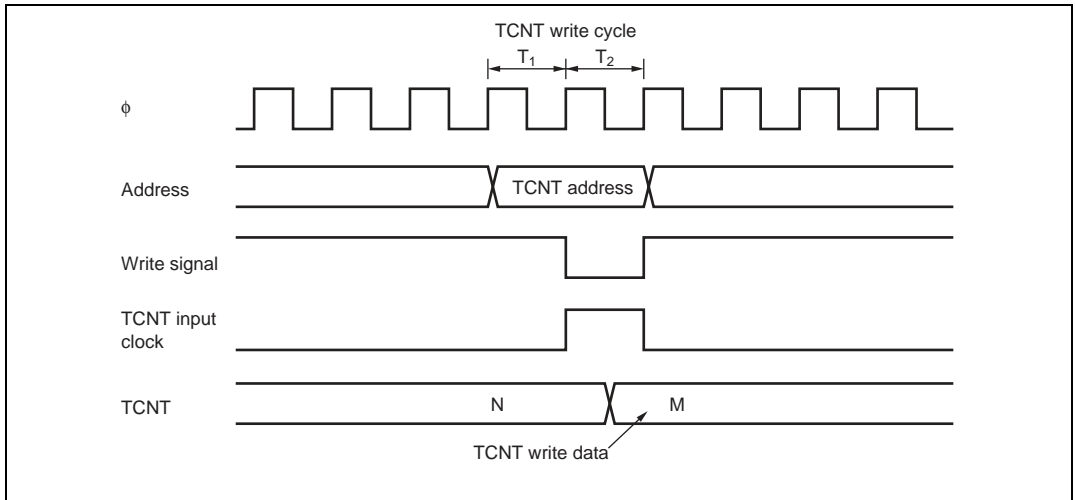 TCNT write cycle
T₁ T₂
ϕ
Address
TCNT address
Write signal
TCNT input
clock
TCNT
N
M
TCNT write data